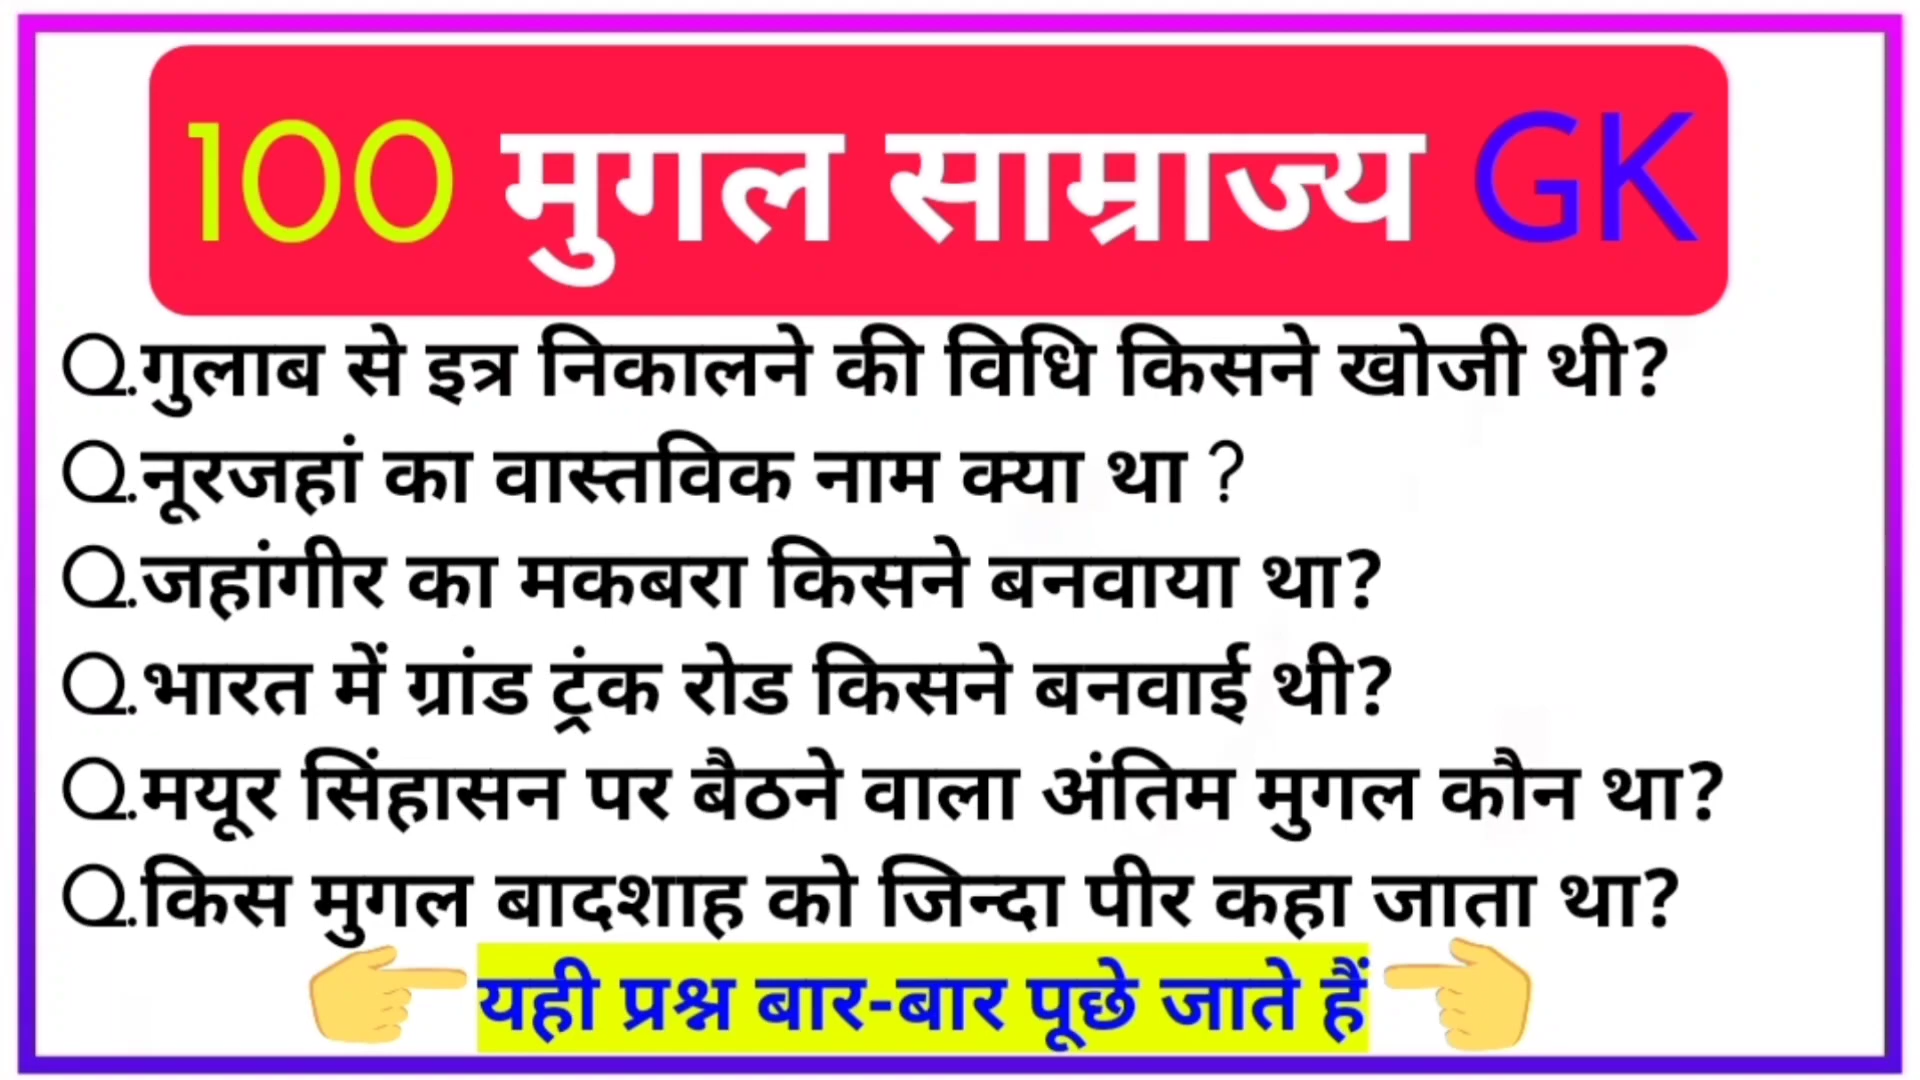 100 मुगल साम्राज्य GK
Q.गुलाब से इत्र निकालने की विधि किसने खोजी थी?
Q.नूरजहां का वास्तविक नाम क्या था ?
Q.जहांगीर का मकबरा किसने बनवाया था?
Q.भारत में ग्रांड ट्रंक रोड किसने बनवाई थी?
Q.मयूर सिंहासन पर बैठने वाला अंतिम मुगल कौन था?
Q.किस मुगल बादशाह को जिन्दा पीर कहा जाता था?
👉 यही प्रश्न बार-बार पूछे जाते हैं 👈